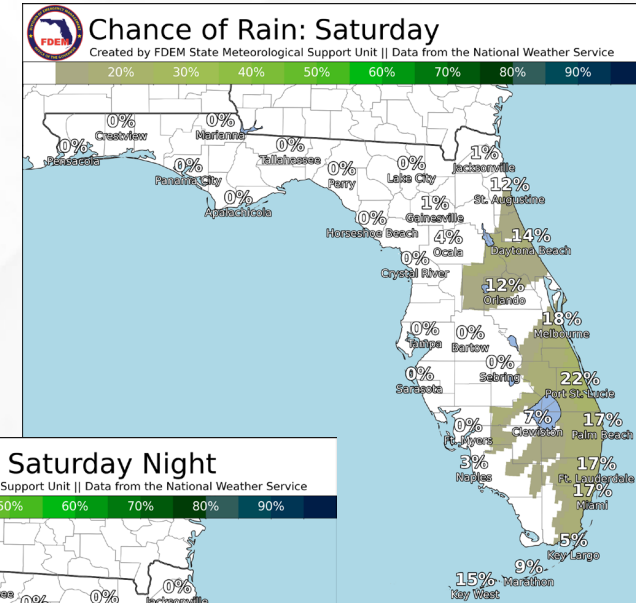 FDEM
Chance of Rain: Saturday
Created by FDEM State Meteorological Support Unit || Data from the National Weather Service
20% 30% 40% 50% 60% 70% 80% 90%
0%
Crestview
0%
Marianna
0%
Pensacola
0%
Panama City
0%
Tallahassee
0%
Apalachicola
0%
Perry
0%
Lake City
1%
Jacksonville
12%
St. Augustine
1%
Gainesville
0%
Horseshoe Beach
4%
Ocala
14%
Daytona Beach
0%
Crystal River
12%
Orlando
18%
Melbourne
0%
Tampa
0%
Bartow
0%
Sebring
0%
Sarasota
22%
Port St. Lucie
7%
Clewiston
17%
Palm Beach
0%
Ft. Myers
3%
Naples
17%
Ft. Lauderdale
17%
Miami
5%
Key Largo
9%
Marathon
15%
Key West
Saturday Night
Support Unit || Data from the National Weather Service
50% 60% 70% 80% 90%
0%
Jacksonville
0%
ee
0%